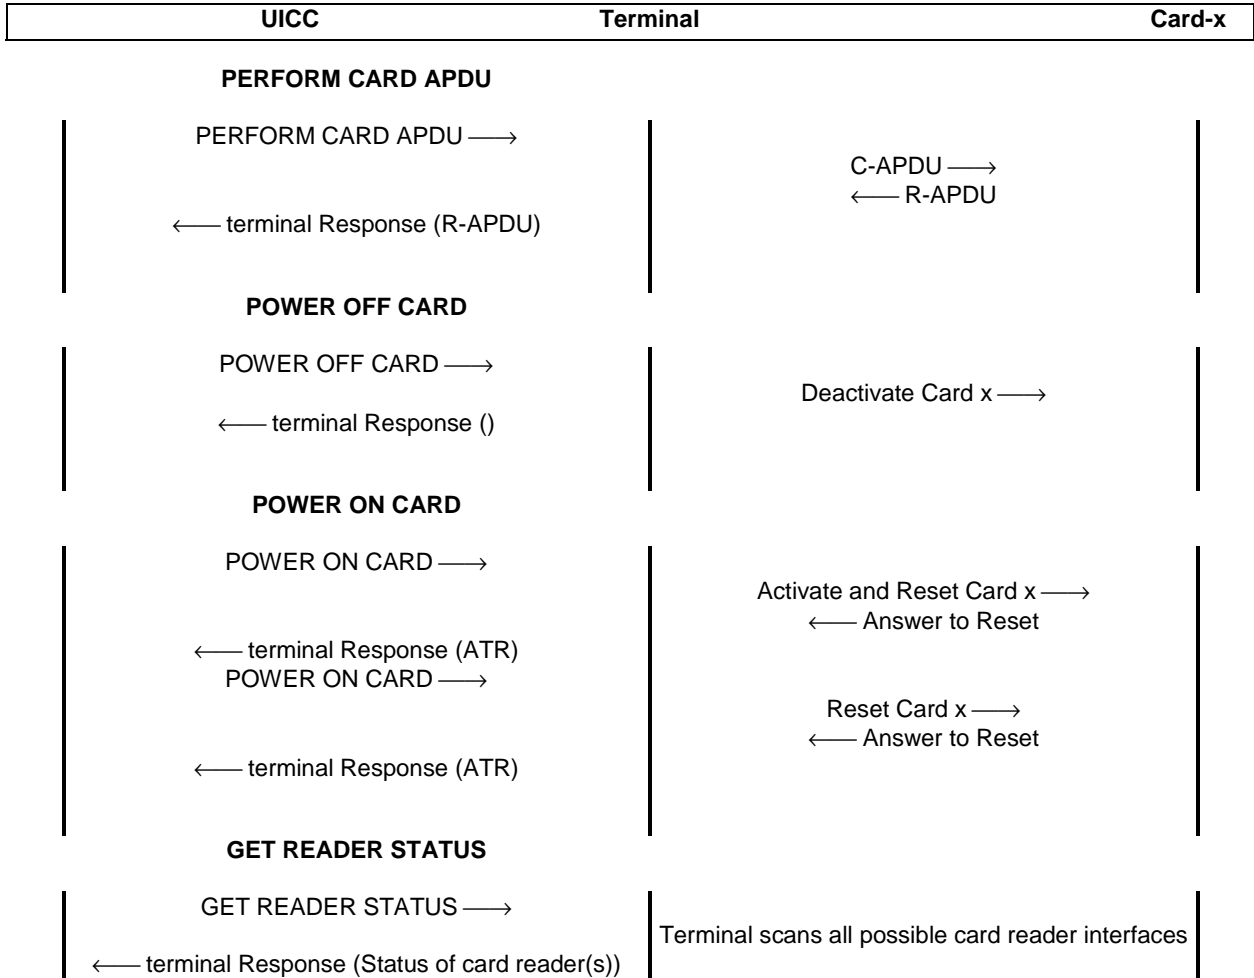 UICC Terminal Card-x
PERFORM CARD APDU
PERFORM CARD APDU ⟶
C-APDU ⟶
⟵ R-APDU
⟵ terminal Response (R-APDU)
POWER OFF CARD
POWER OFF CARD ⟶
Deactivate Card x ⟶
⟵ terminal Response ()
POWER ON CARD
POWER ON CARD ⟶
Activate and Reset Card x ⟶
⟵ Answer to Reset
⟵ terminal Response (ATR)
POWER ON CARD ⟶
Reset Card x ⟶
⟵ Answer to Reset
⟵ terminal Response (ATR)
GET READER STATUS
GET READER STATUS ⟶
Terminal scans all possible card reader interfaces
⟵ terminal Response (Status of card reader(s))